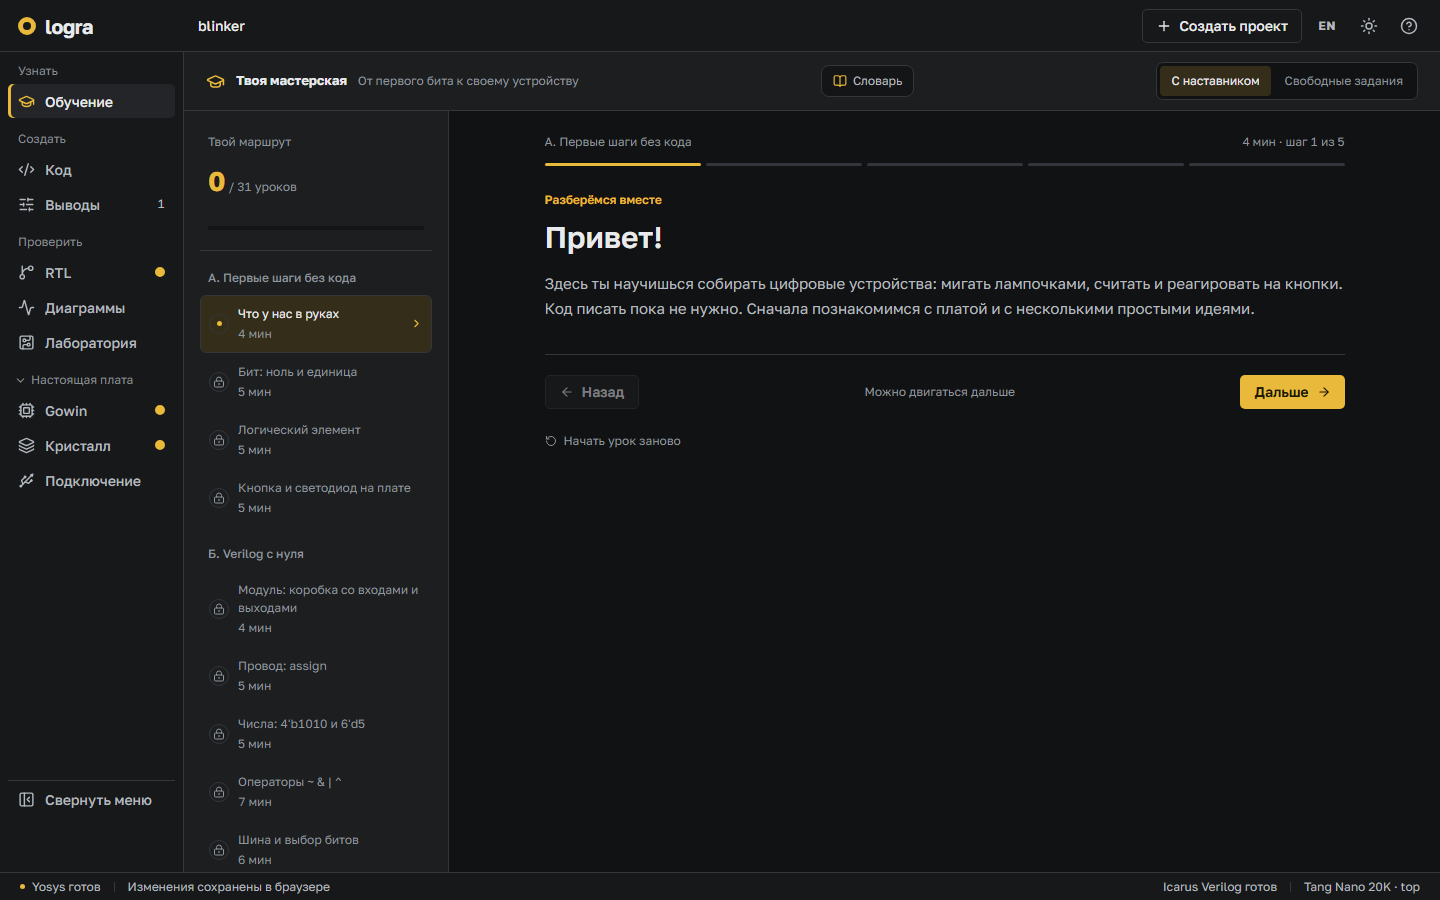 logra
blinker
Создать проект
EN
Узнать
Обучение
Создать
Код
Выводы
1
Проверить
RTL
Диаграммы
Лаборатория
Настоящая плата
Gowin
Кристалл
Подключение
Свернуть меню
Твоя мастерская
От первого бита к своему устройству
Словарь
С наставником
Свободные задания
Твой маршрут
0 / 31 уроков
А. Первые шаги без кода
Что у нас в руках
4 мин
Бит: ноль и единица
5 мин
Логический элемент
5 мин
Кнопка и светодиод на плате
5 мин
Б. Verilog с нуля
Модуль: коробка со входами и
выходами
4 мин
Провод: assign
5 мин
Числа: 4'b1010 и 6'd5
5 мин
Операторы ~ & | ^
7 мин
Шина и выбор битов
6 мин
А. Первые шаги без кода
4 мин · шаг 1 из 5
Разберёмся вместе
Привет!
Здесь ты научишься собирать цифровые устройства: мигать лампочками, считать и реагировать на кнопки.
Код писать пока не нужно. Сначала познакомимся с платой и с несколькими простыми идеями.
Назад
Можно двигаться дальше
Дальше
Начать урок заново
Yosys готов
Изменения сохранены в браузере
Icarus Verilog готов
Tang Nano 20K · top